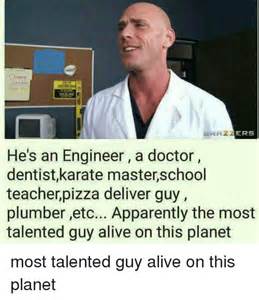 BRAZZERS
He's an Engineer , a doctor ,
dentist,karate master,school
teacher,pizza deliver guy ,
plumber ,etc... Apparently the most
talented guy alive on this planet
most talented guy alive on this
planet